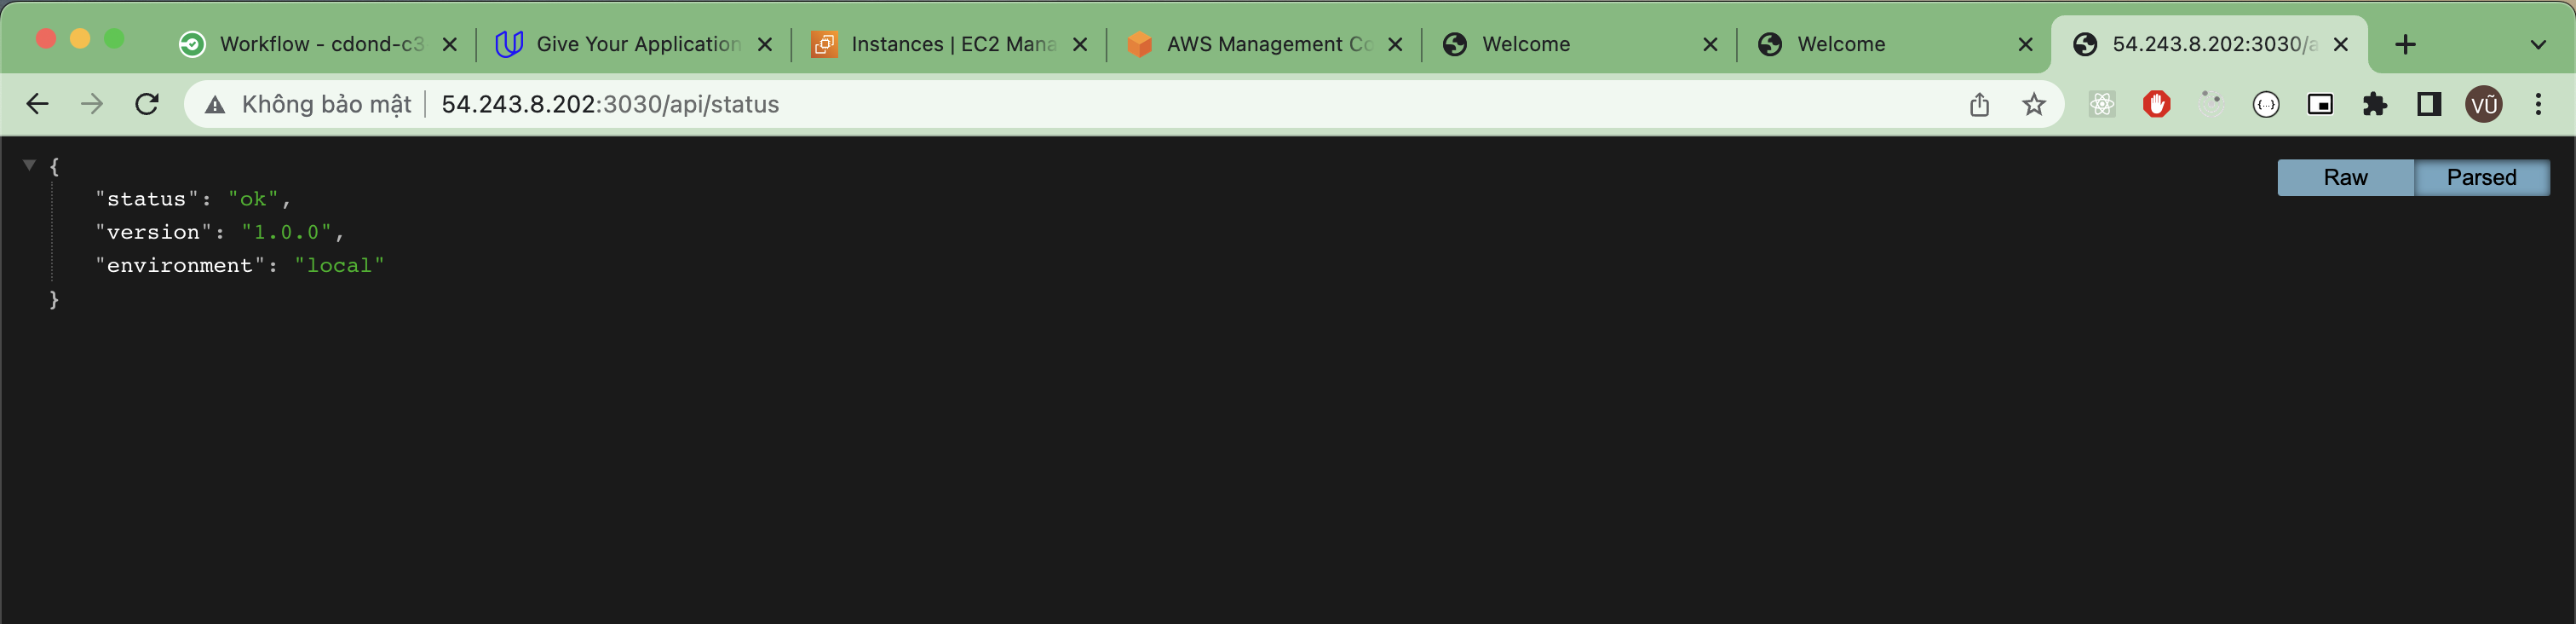 Workflow - cdond-c3
Give Your Application
Instances | EC2 Mana
AWS Management Co
Welcome
Welcome
54.243.8.202:3030/a
Không bảo mật
54.243.8.202:3030/api/status
VŨ
{
"status": "ok",
"version": "1.0.0",
"environment": "local"
}
Raw
Parsed